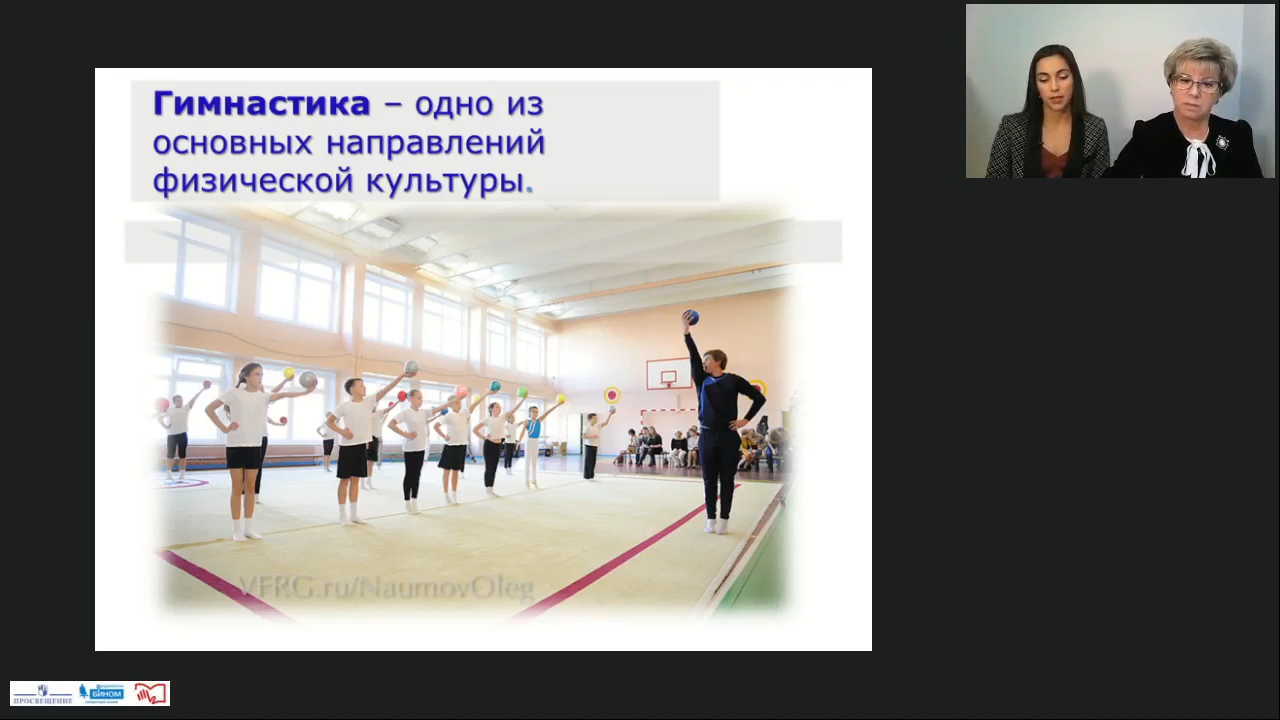 Гимнастика – одно из
основных направлений
физической культуры.
VFRG.ru/NaumovOleg
ПРОСВЕЩЕНИЕ
БИНОМ